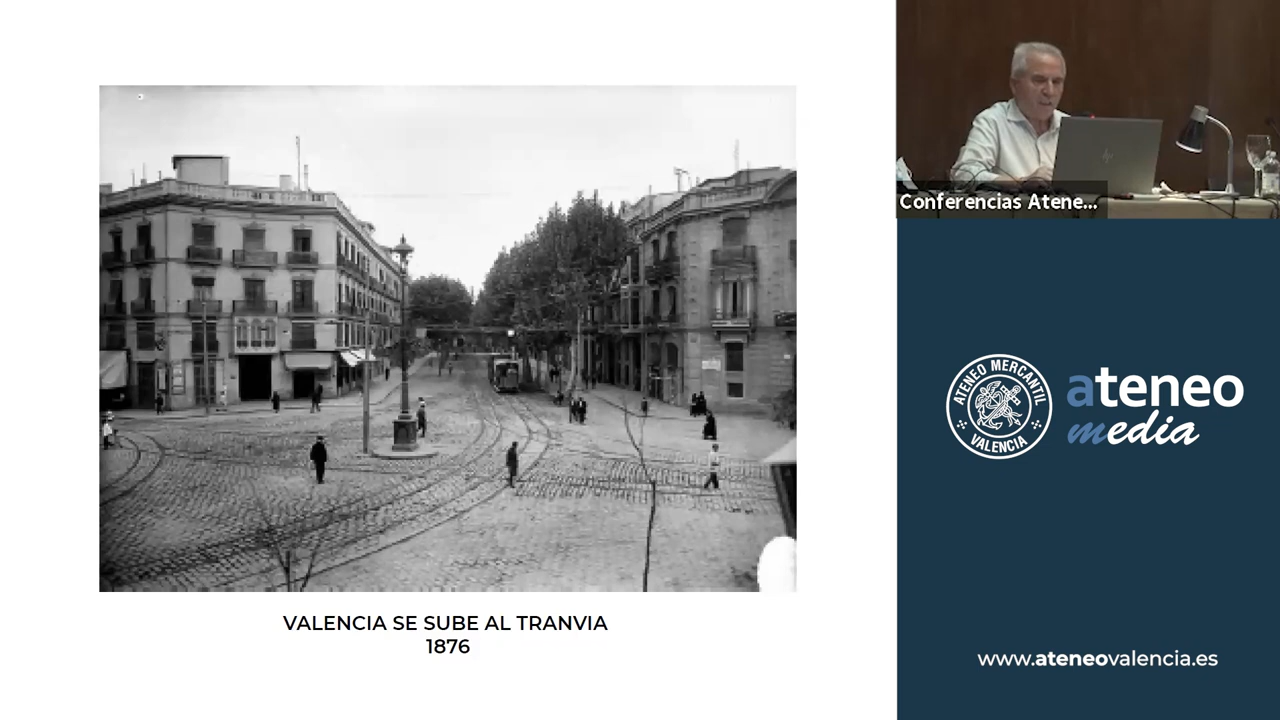 VALENCIA SE SUBE AL TRANVIA
1876
Conferencias Atene...
ATENEO MERCANTIL
VALENCIA
ateneo
media
www.ateneovalencia.es